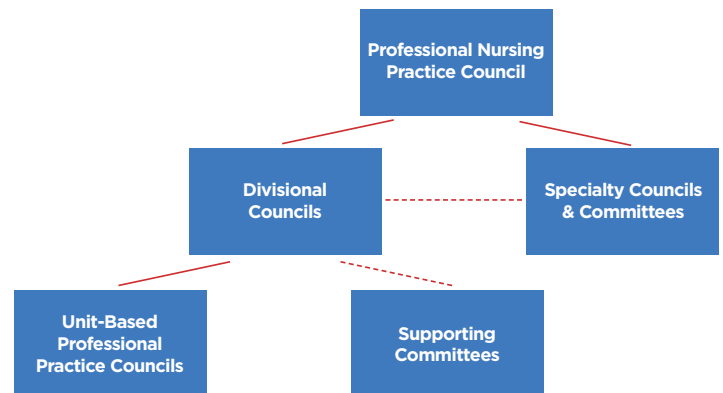 Professional Nursing
Practice Council
Divisional
Councils
Specialty Councils
& Committees
Unit-Based
Professional
Practice Councils
Supporting
Committees